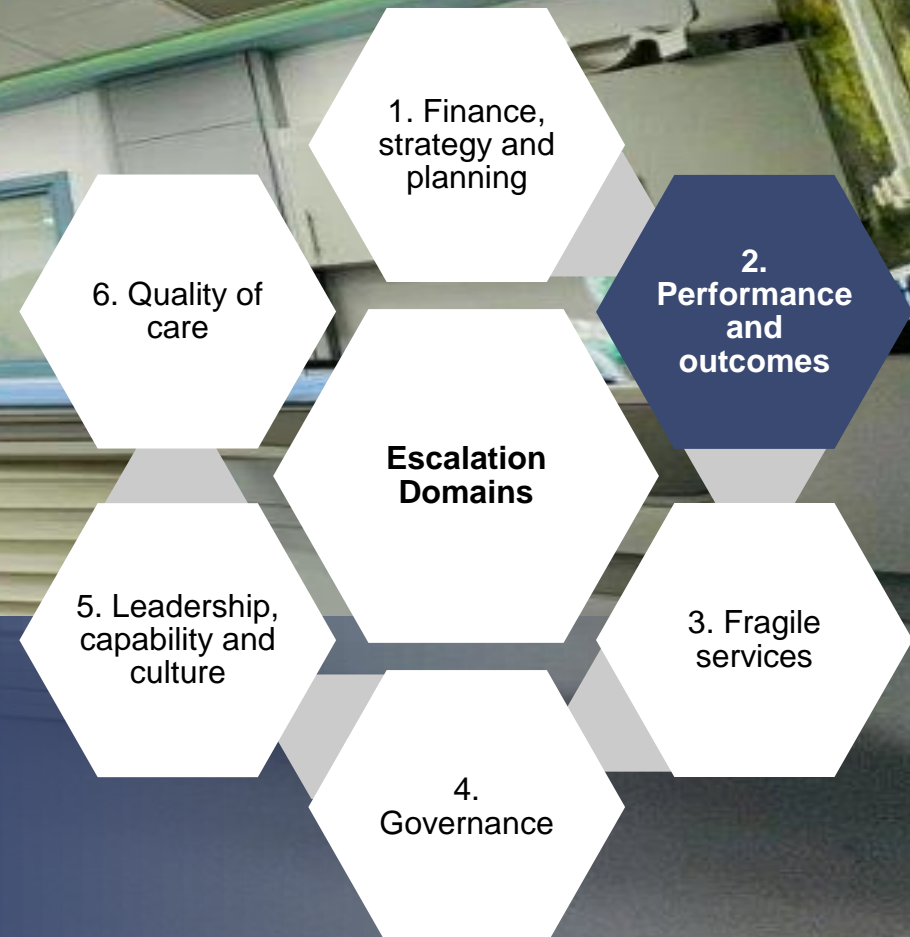 1. Finance,
strategy and
planning
2.
Performance
and
outcomes
3. Fragile
services
4.
Governance
5. Leadership,
capability and
culture
6. Quality of
care
Escalation
Domains